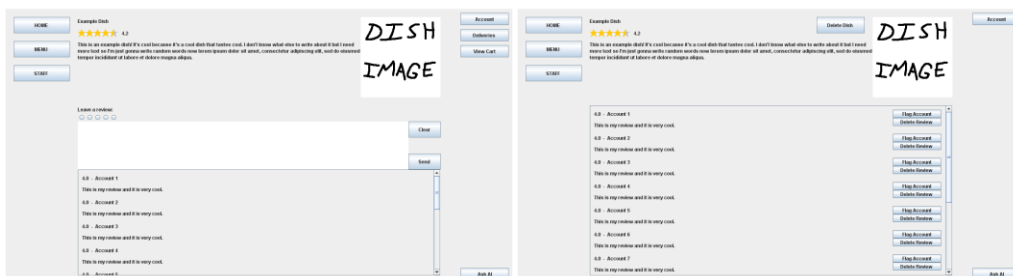 HOME
MENU
STAFF
Example Dish
4.3
This is an example dish! It's cool because it's a cool dish that tastes cool. I don't know what else to write about it but I need
more text so I'm just gonna write random words now lorem ipsum dolor sit amet, consectetur adipiscing elit, sed do eiusmod
tempor incididunt ut labore et dolore magna aliqua.
DISH
IMAGE
Account
Deliveries
View Cart
Leave a review:
Clear
Send
4.0 - Account 1
This is my review and it is very cool.
4.0 - Account 2
This is my review and it is very cool.
4.0 - Account 3
This is my review and it is very cool.
4.0 - Account 4
This is my review and it is very cool.
4.0 - Account 5
Ask AI
HOME
MENU
STAFF
Example Dish
4.3
This is an example dish! It's cool because it's a cool dish that tastes cool. I don't know what else to write about it but I need
more text so I'm just gonna write random words now lorem ipsum dolor sit amet, consectetur adipiscing elit, sed do eiusmod
tempor incididunt ut labore et dolore magna aliqua.
Delete Dish
DISH
IMAGE
Account
4.0 - Account 1
Flag Account
This is my review and it is very cool.
Delete Review
4.0 - Account 2
Flag Account
This is my review and it is very cool.
Delete Review
4.0 - Account 3
Flag Account
This is my review and it is very cool.
Delete Review
4.0 - Account 4
Flag Account
This is my review and it is very cool.
Delete Review
4.0 - Account 5
Flag Account
This is my review and it is very cool.
Delete Review
4.0 - Account 6
Flag Account
This is my review and it is very cool.
Delete Review
4.0 - Account 7
Flag Account
This is my review and it is very cool.
Delete Review
Ask AI